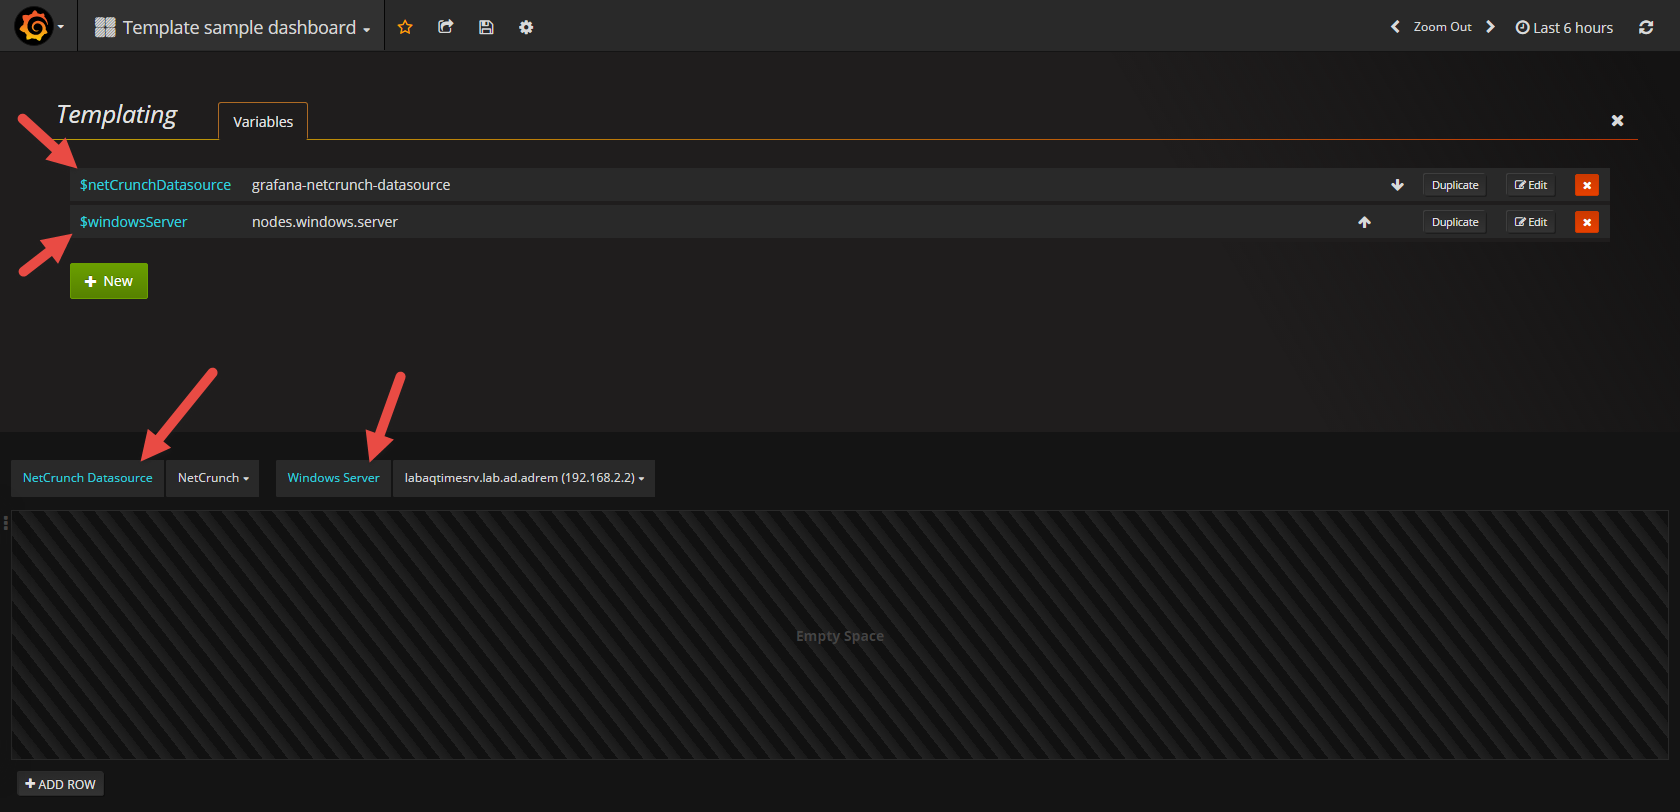 Template sample dashboard
Zoom Out
Last 6 hours
Templating
Variables
$netCrunchDatasource grafana-netcrunch-datasource Duplicate Edit
$windowsServer nodes.windows.server Duplicate Edit
New
NetCrunch Datasource NetCrunch Windows Server labaqtimesrv.lab.ad.adrem (192.168.2.2)
Empty Space
ADD ROW